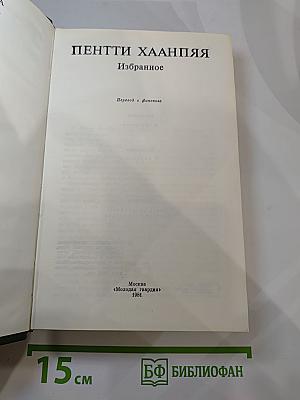 ПЕНТТИ ХААНПЯЯ
Избранное
Перевод с финского
Москва
«Молодая гвардия»
1981
15 см
БФ БИБЛИОФАН